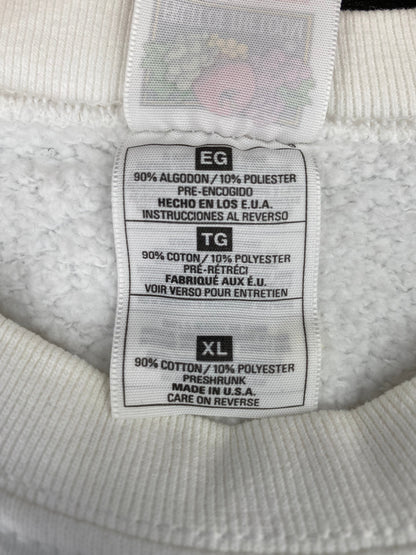 EG
90% ALGODON / 10% POLIESTER
PRE-ENCOGIDO
HECHO EN LOS E.U.A.
INSTRUCCIONES AL REVERSO
TG
90% COTON / 10% POLYESTER
PRÉ-RÉTRÉCI
FABRIQUÉ AUX É.U.
VOIR VERSO POUR ENTRETIEN
XL
90% COTTON / 10% POLYESTER
PRESHRUNK
MADE IN U.S.A.
CARE ON REVERSE